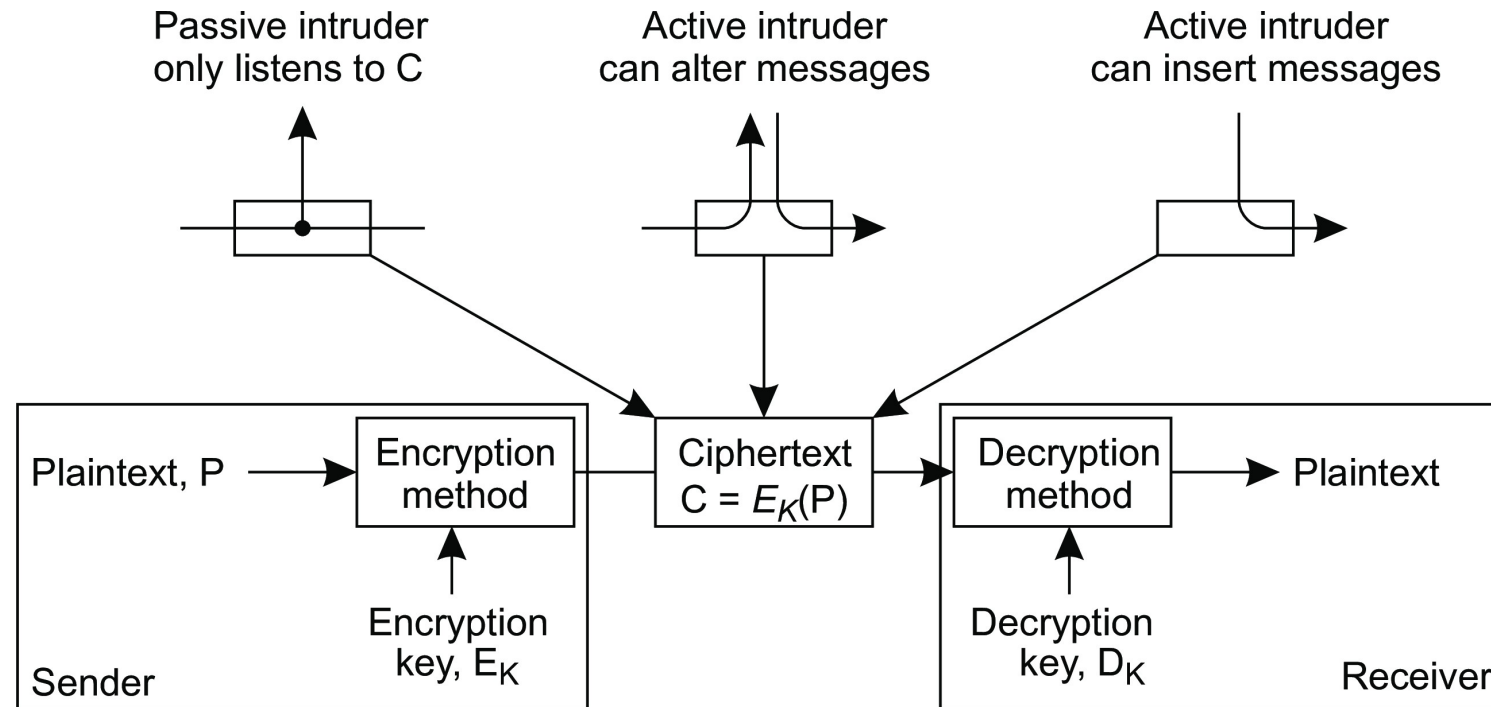 Passive intruder
only listens to C
Active intruder
can alter messages
Active intruder
can insert messages
Plaintext, P
Encryption
method
Ciphertext
C = E_K(P)
Decryption
method
Plaintext
Encryption
key, E_K
Decryption
key, D_K
Sender
Receiver